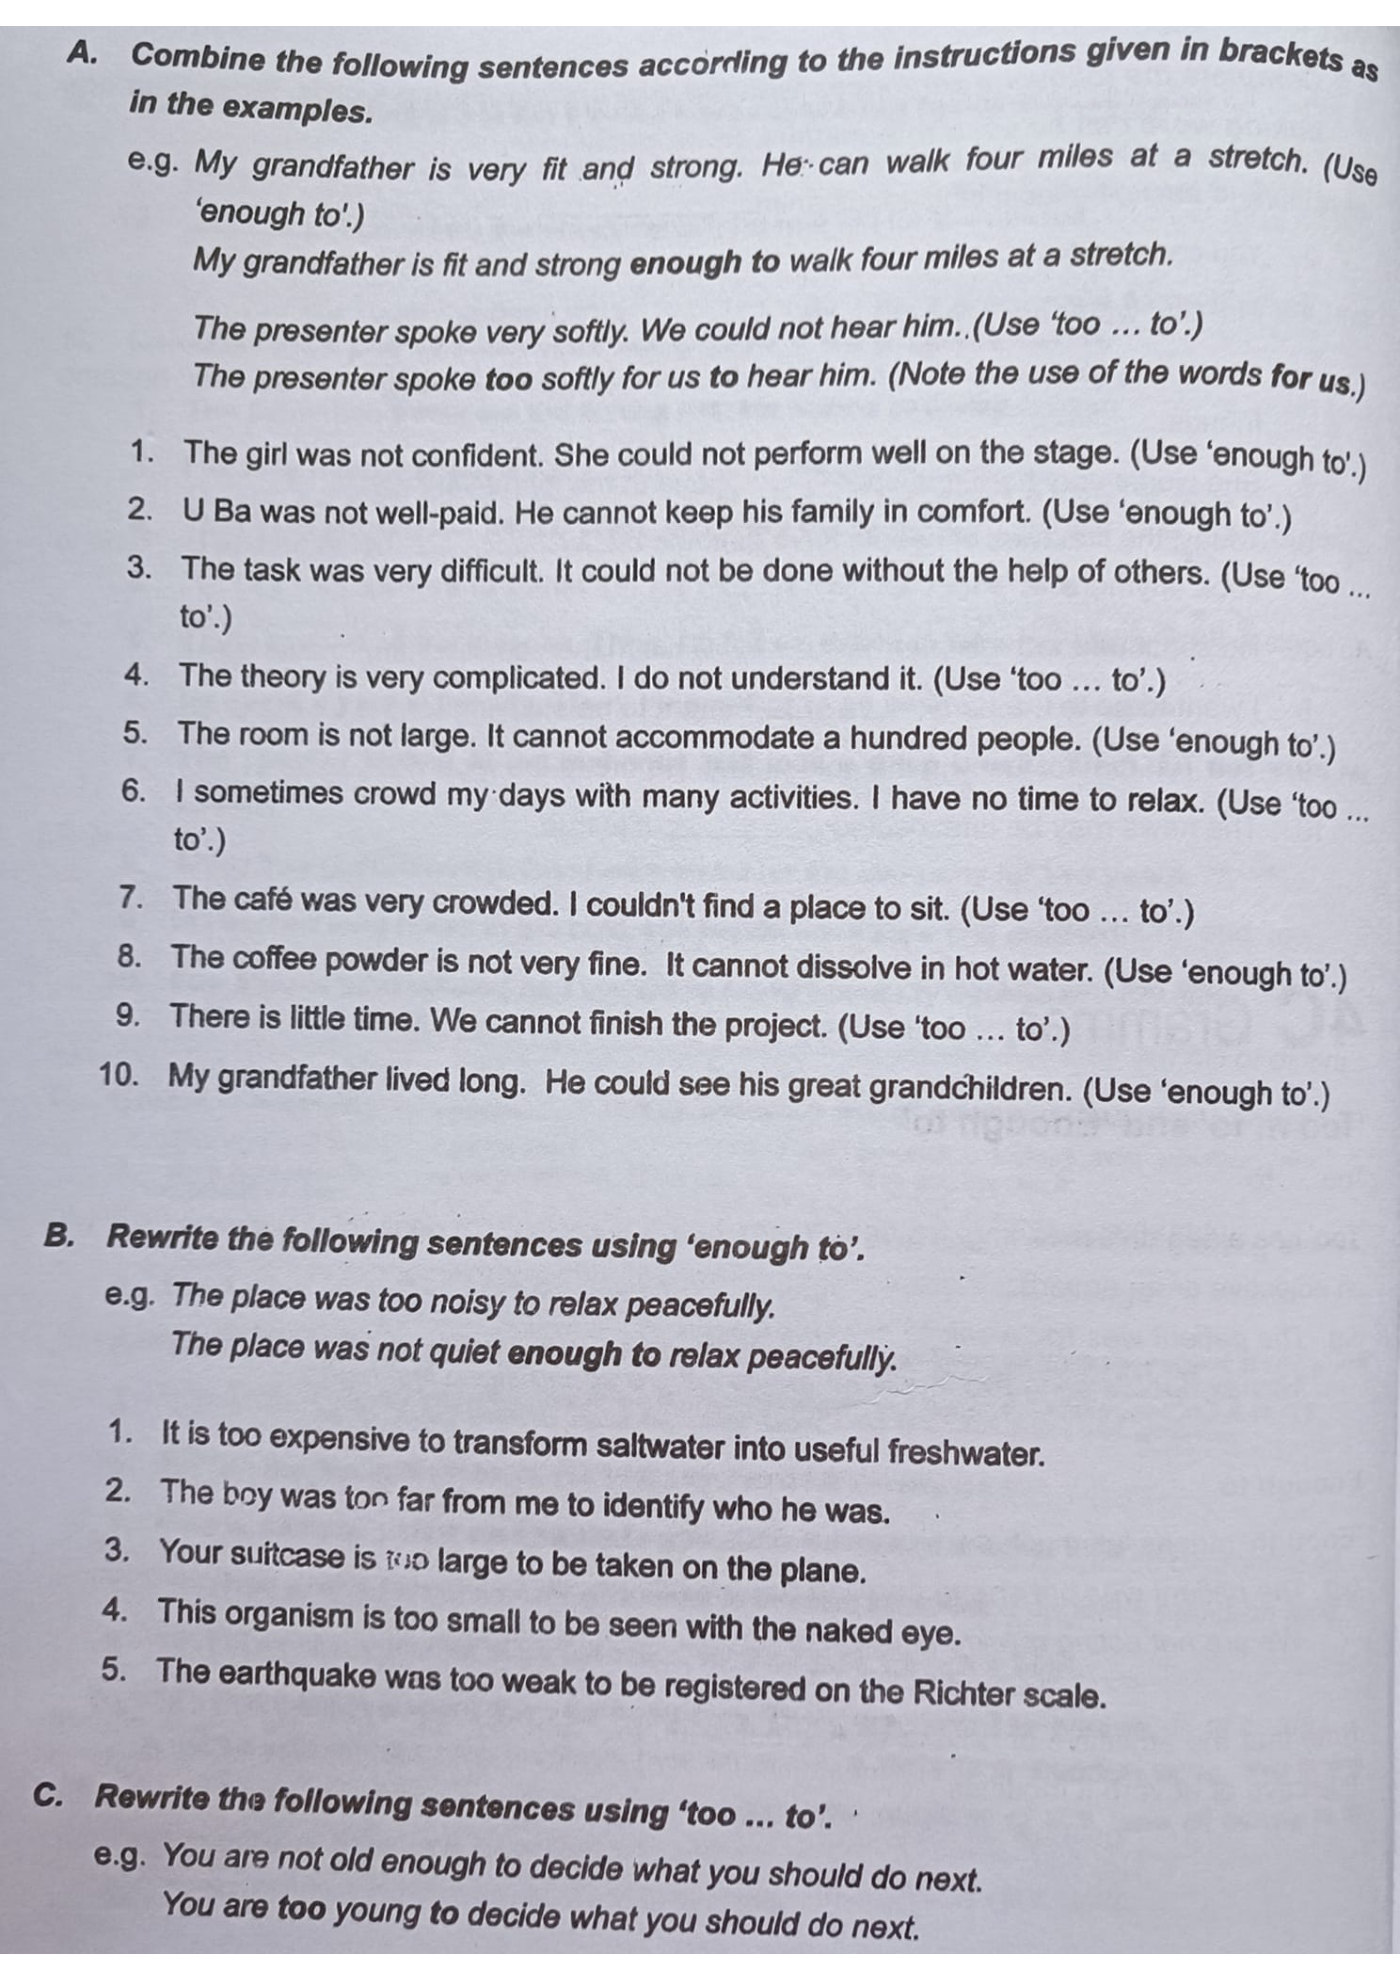 A. Combine the following sentences according to the instructions given in brackets as
in the examples.
e.g. My grandfather is very fit and strong. He can walk four miles at a stretch. (Use
'enough to'.)
My grandfather is fit and strong enough to walk four miles at a stretch.
The presenter spoke very softly. We could not hear him. (Use 'too ... to'.)
The presenter spoke too softly for us to hear him. (Note the use of the words for us.)
1. The girl was not confident. She could not perform well on the stage. (Use 'enough to'.)
2. U Ba was not well-paid. He cannot keep his family in comfort. (Use 'enough to'.)
3. The task was very difficult. It could not be done without the help of others. (Use 'too ...
to'.)
4. The theory is very complicated. I do not understand it. (Use 'too ... to'.)
5. The room is not large. It cannot accommodate a hundred people. (Use 'enough to'.)
6. I sometimes crowd my days with many activities. I have no time to relax. (Use 'too ...
to'.)
7. The café was very crowded. I couldn't find a place to sit. (Use 'too ... to'.)
8. The coffee powder is not very fine. It cannot dissolve in hot water. (Use 'enough to'.)
9. There is little time. We cannot finish the project. (Use 'too ... to'.)
10. My grandfather lived long. He could see his great grandchildren. (Use 'enough to'.)
B. Rewrite the following sentences using 'enough to'.
e.g. The place was too noisy to relax peacefully.
The place was not quiet enough to relax peacefully.
1. It is too expensive to transform saltwater into useful freshwater.
2. The boy was too far from me to identify who he was.
3. Your suitcase is too large to be taken on the plane.
4. This organism is too small to be seen with the naked eye.
5. The earthquake was too weak to be registered on the Richter scale.
C. Rewrite the following sentences using 'too ... to'.
e.g. You are not old enough to decide what you should do next.
You are too young to decide what you should do next.